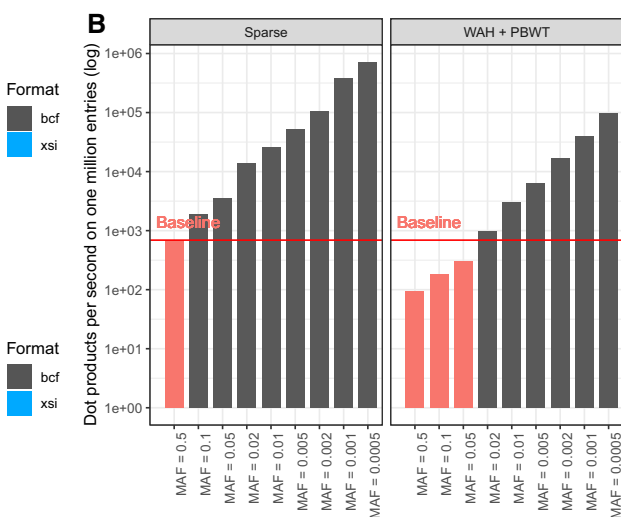 B
Sparse
WAH + PBWT
Dot products per second on one million entries (log)
1e+06
1e+05
1e+04
1e+03
1e+02
1e+01
1e+00
Baseline
Baseline
MAF = 0.5
MAF = 0.1
MAF = 0.05
MAF = 0.02
MAF = 0.01
MAF = 0.005
MAF = 0.002
MAF = 0.001
MAF = 0.0005
MAF = 0.5
MAF = 0.1
MAF = 0.05
MAF = 0.02
MAF = 0.01
MAF = 0.005
MAF = 0.002
MAF = 0.001
MAF = 0.0005
Format
bcf
xsi
Format
bcf
xsi